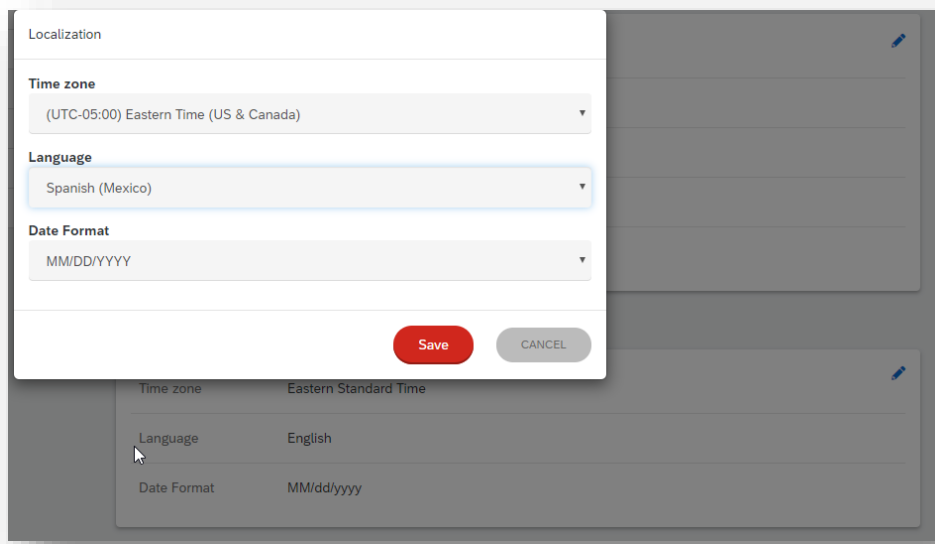 Localization
Time zone
(UTC-05:00) Eastern Time (US & Canada)
Language
Spanish (Mexico)
Date Format
MM/DD/YYYY
Save CANCEL
Time zone Eastern Standard Time
Language English
Date Format MM/dd/yyyy